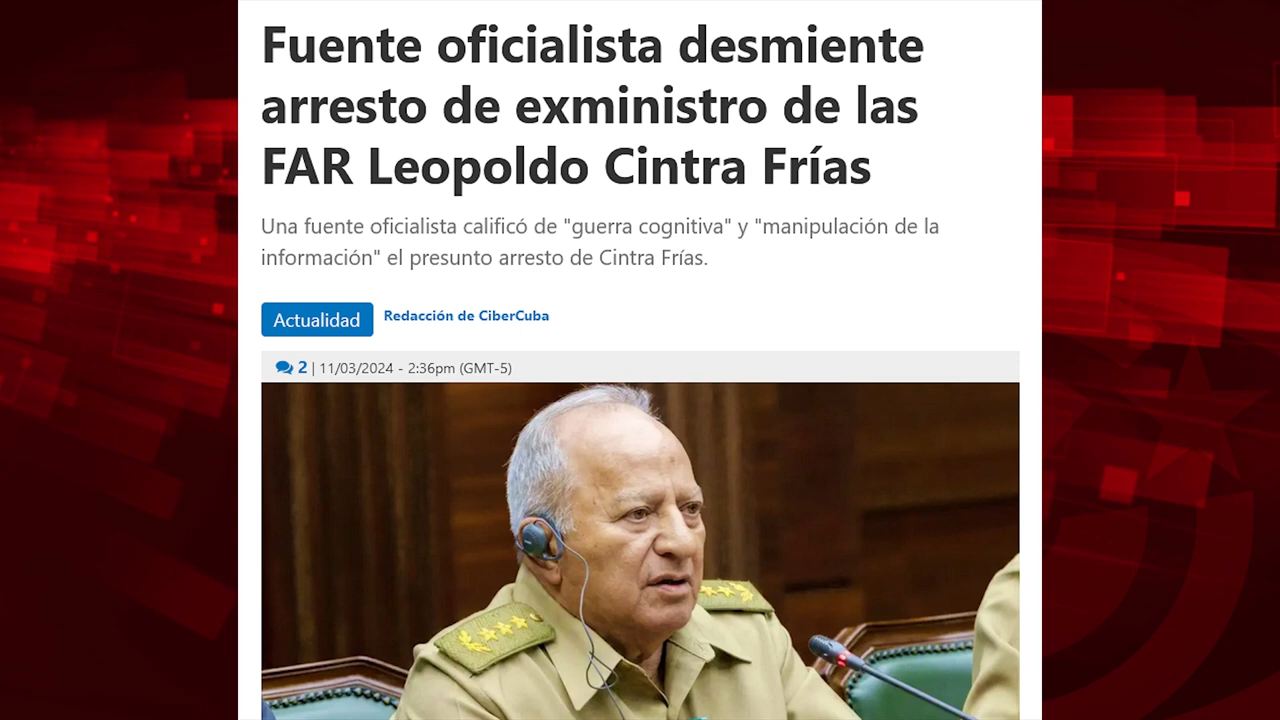 Fuente oficialista desmiente
arresto de exministro de las
FAR Leopoldo Cintra Frías
Una fuente oficialista calificó de "guerra cognitiva" y "manipulación de la
información" el presunto arresto de Cintra Frías.
Actualidad Redacción de CiberCuba
2 | 11/03/2024 - 2:36pm (GMT-5)